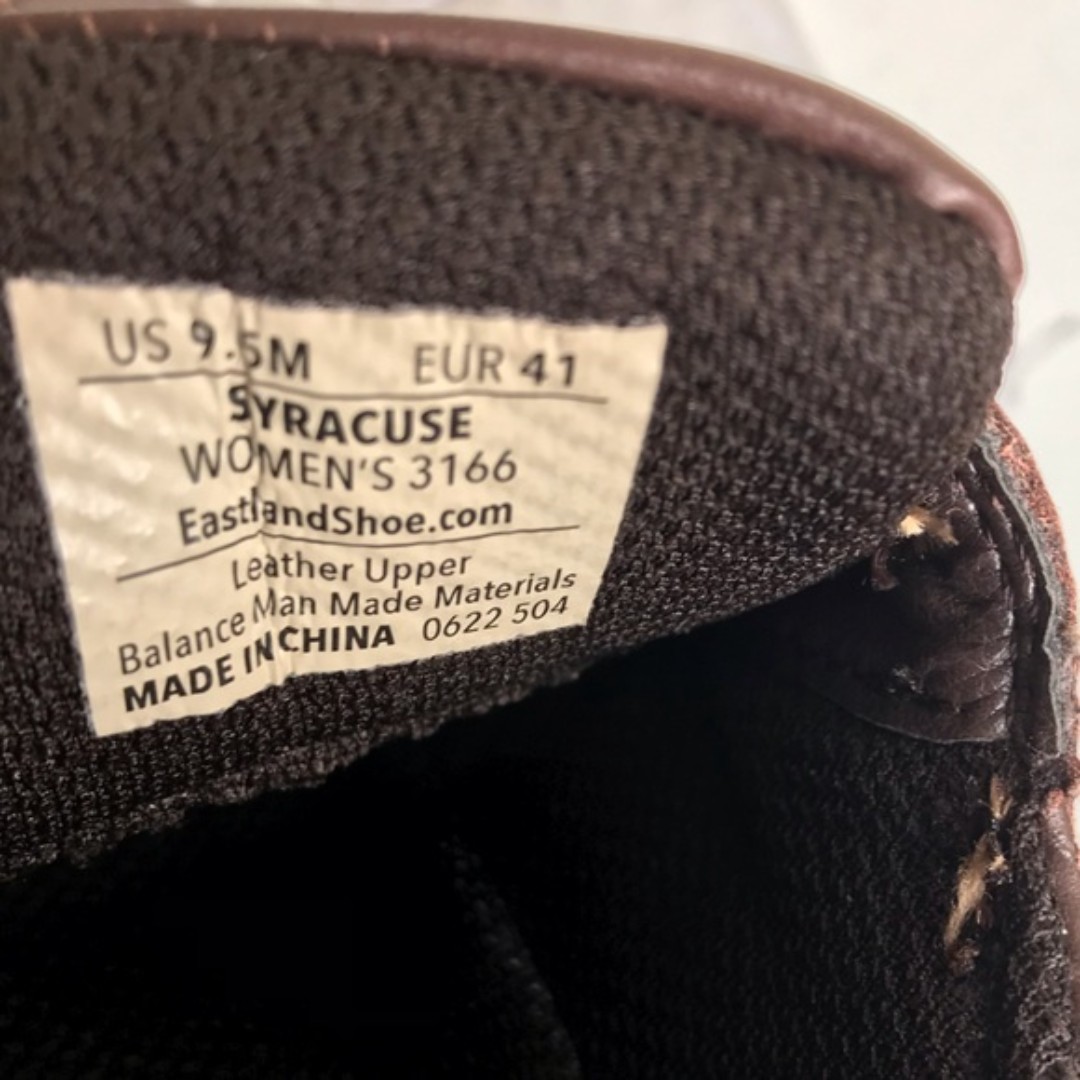 US 9.5M EUR 41
SYRACUSE
WOMEN'S 3166
EastlandShoe.com
Leather Upper
Balance Man Made Materials
MADE IN CHINA 0622 504